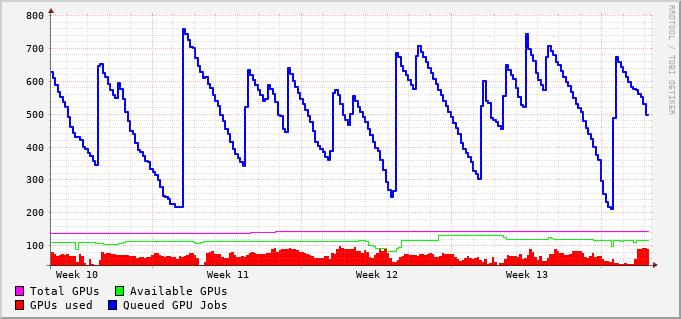 800
700
600
500
400
300
200
100
Week 10 Week 11 Week 12 Week 13
Total GPUs Available GPUs
GPUs used Queued GPU Jobs
RRDTOOL / TOBI OETIKER